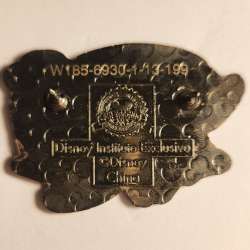 W185-6930-1-13-199
Disney Institute Exclusive
©Disney
China